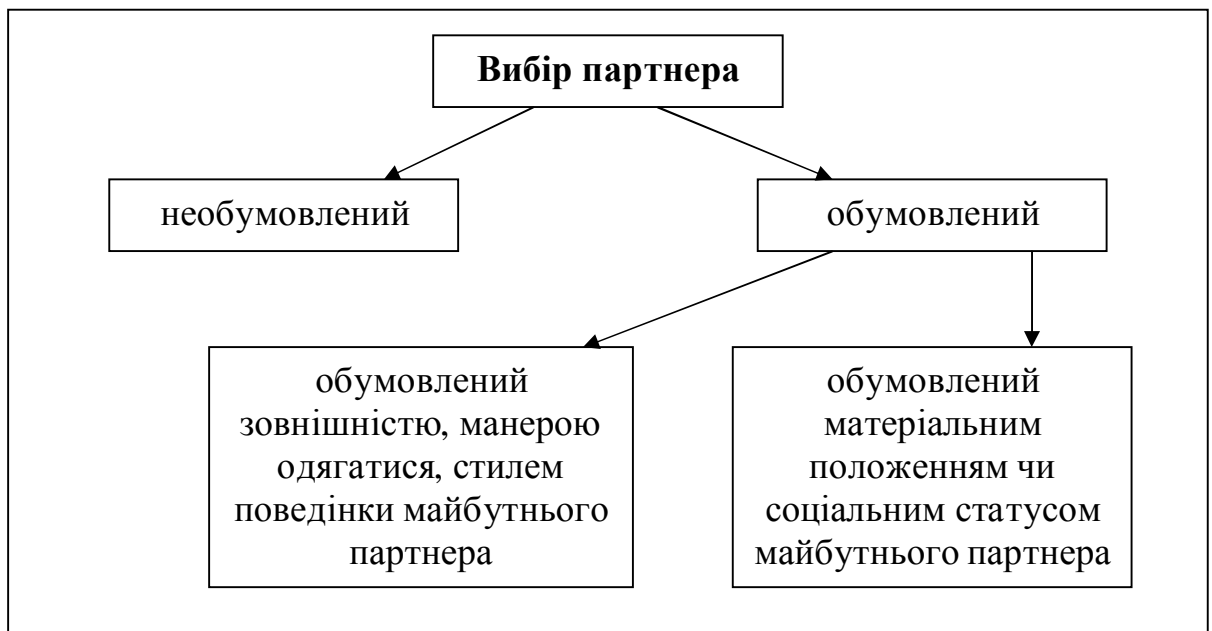 Вибір партнера
необумовлений
обумовлений
обумовлений
зовнішністю, манерою
одягатися, стилем
поведінки майбутнього
партнера
обумовлений
матеріальним
положенням чи
соціальним статусом
майбутнього партнера